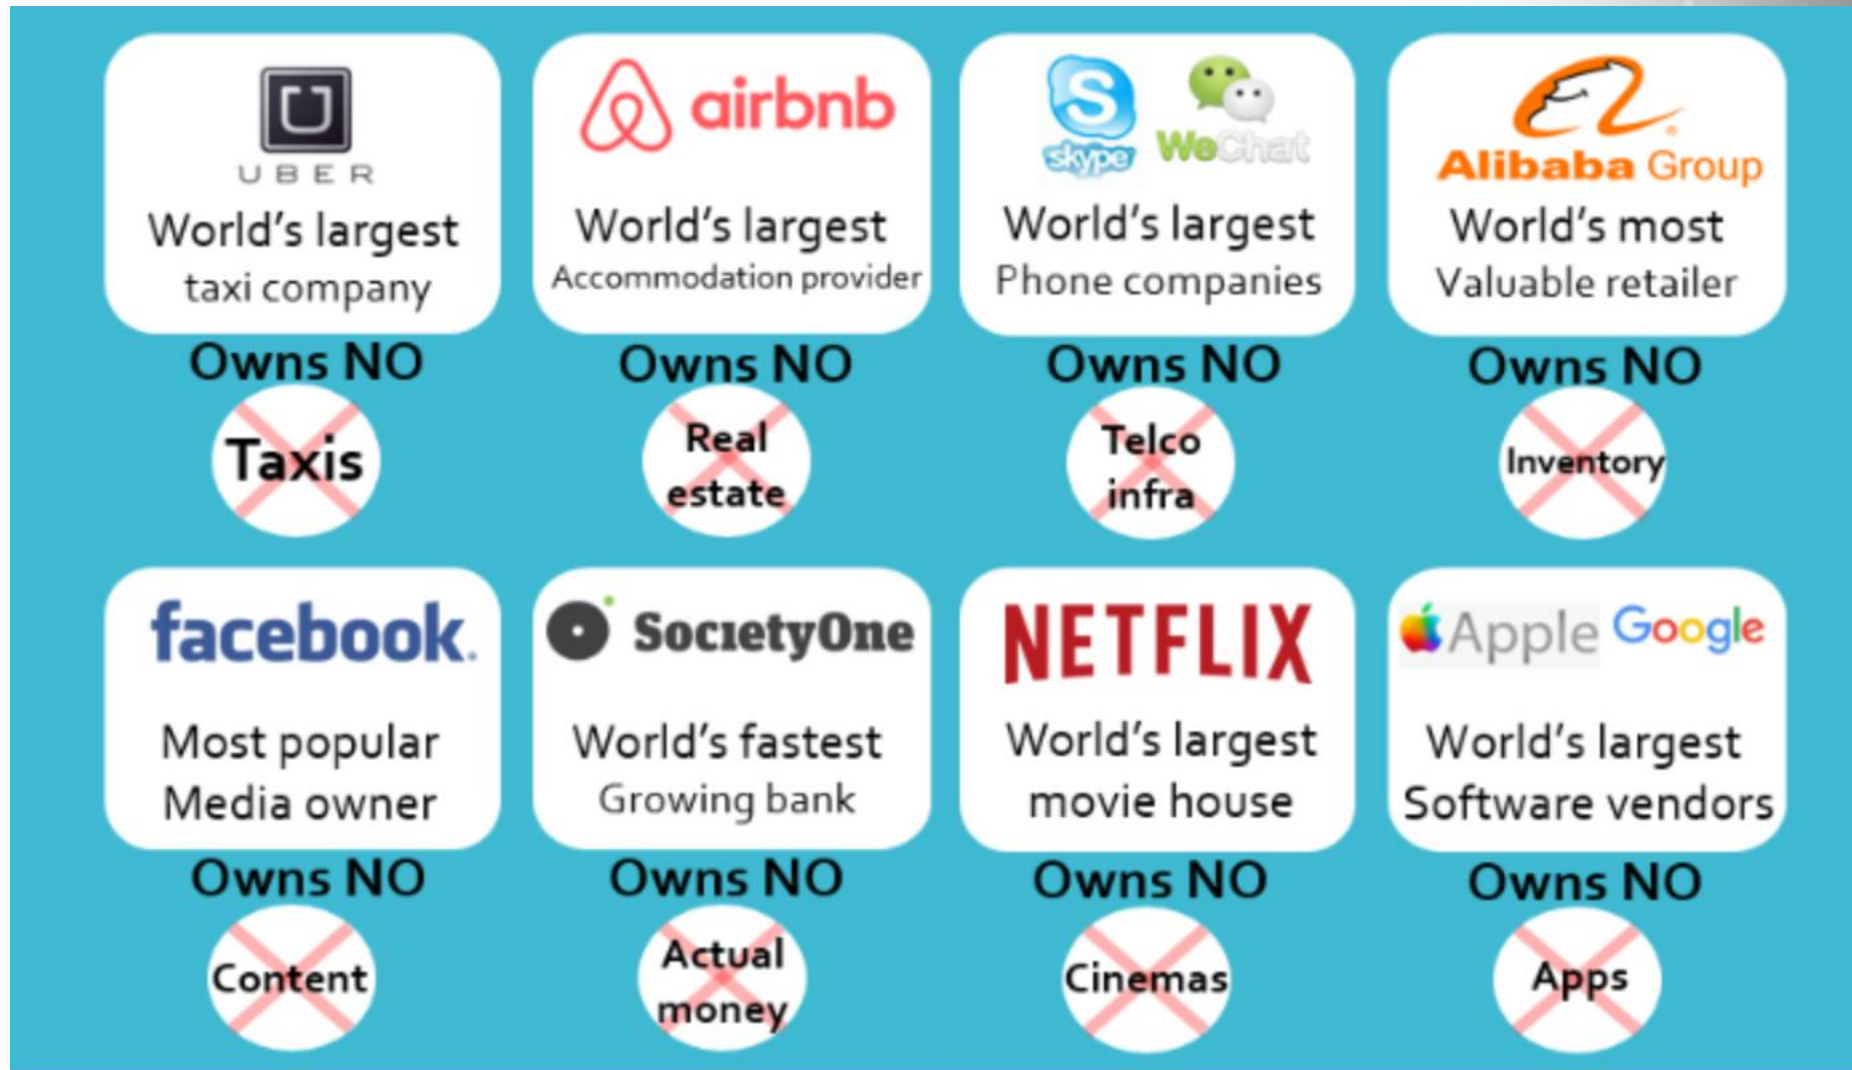 U
UBER
World's largest
taxi company
Owns NO
Taxis
airbnb
World's largest
Accommodation provider
Owns NO
Real
estate
S
skype
WeChat
World's largest
Phone companies
Owns NO
Telco
infra
Alibaba Group
World's most
Valuable retailer
Owns NO
Inventory
facebook.
Most popular
Media owner
Owns NO
Content
SocietyOne
World's fastest
Growing bank
Owns NO
Actual
money
NETFLIX
World's largest
movie house
Owns NO
Cinemas
Apple Google
World's largest
Software vendors
Owns NO
Apps